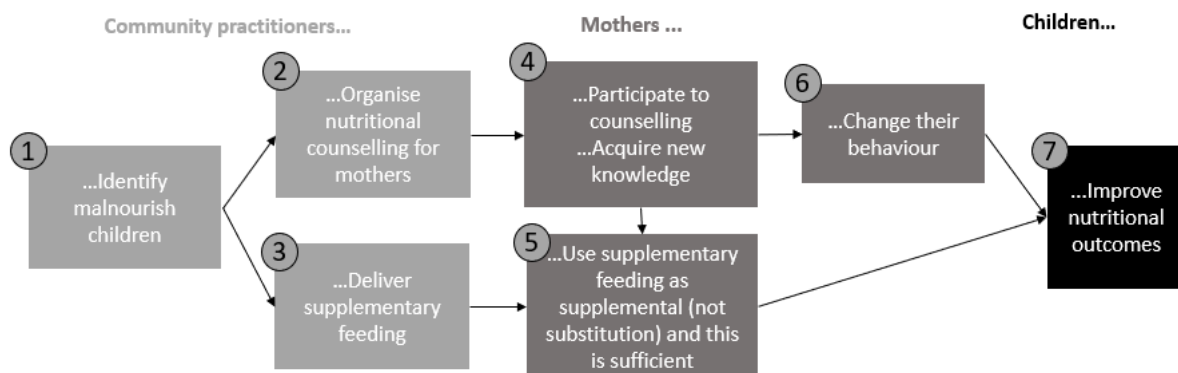 Community practitioners...
Mothers ...
Children...
1
...Identify
malnourish
children
2
...Organise
nutritional
counselling for
mothers
3
...Deliver
supplementary
feeding
4
...Participate to
counselling
...Acquire new
knowledge
5
...Use supplementary
feeding as
supplemental (not
substitution) and this
is sufficient
6
...Change their
behaviour
7
...Improve
nutritional
outcomes